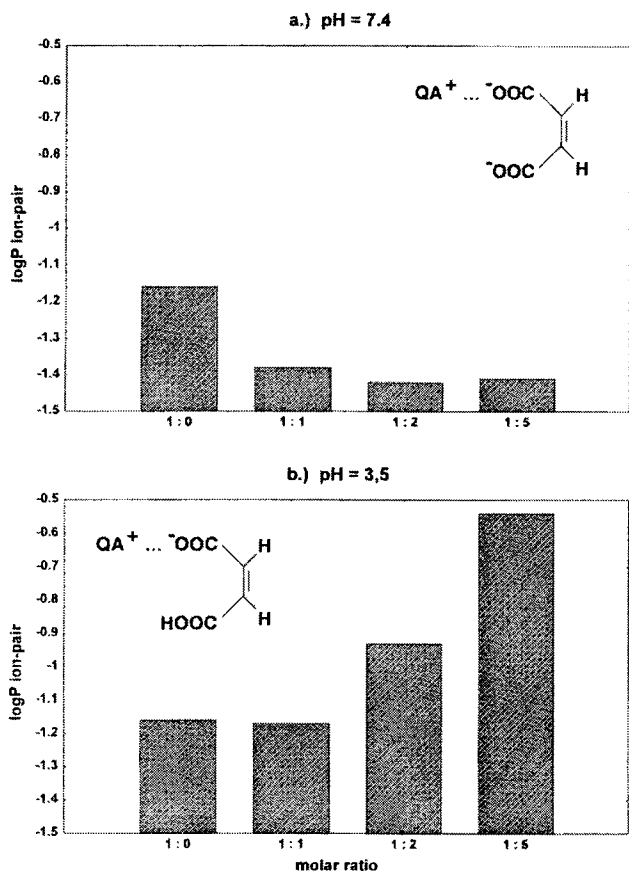 a.) pH = 7.4
-0.5
-0.6
-0.7
-0.8
-0.9
-1
-1.1
-1.2
-1.3
-1.4
-1.5
logP ion-pair
QA⁺ ... ⁻OOC H
⁻OOC H
1 : 0 1 : 1 1 : 2 1 : 5
b.) pH = 3,5
-0.5
-0.6
-0.7
-0.8
-0.9
-1
-1.1
-1.2
-1.3
-1.4
-1.5
logP ion-pair
QA⁺ ... ⁻OOC H
HOOC H
1 : 0 1 : 1 1 : 2 1 : 5
molar ratio